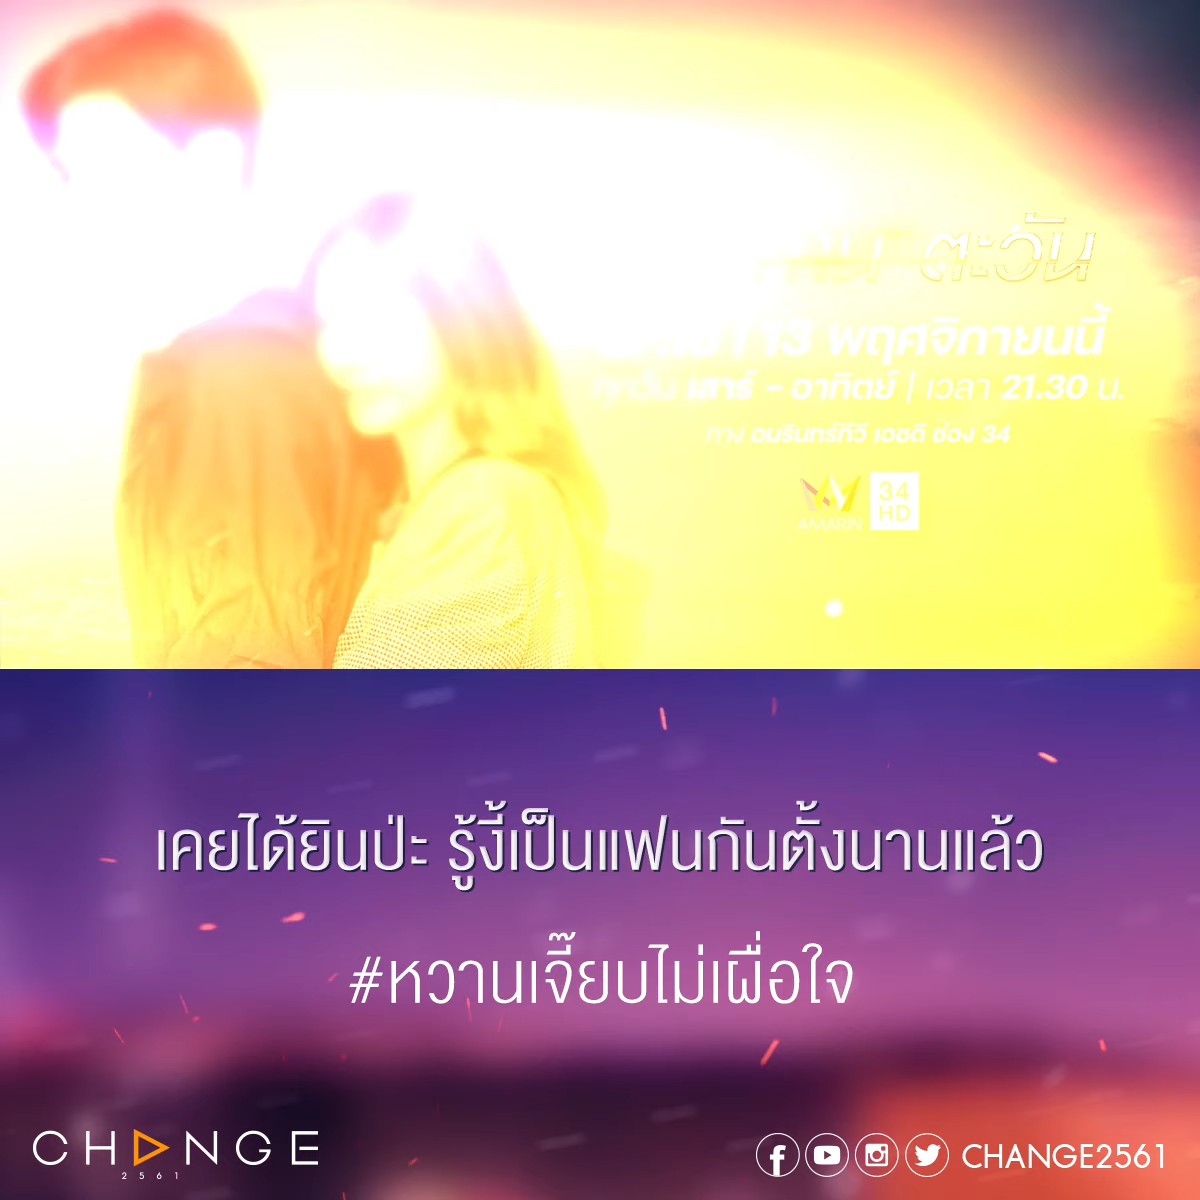 ตะวัน
13 พฤศจิกายนนี้
ทุกวัน เสาร์ - อาทิตย์ | เวลา 21.30 น.
ทาง อมรินทร์ทีวี เอชดี ช่อง 34
AMARIN 34 HD
เคยได้ยินป่ะ รู้งี้เป็นแฟนกันตั้งนานแล้ว
#หวานเจี๊ยบไม่เผื่อใจ
CHANGE
2561
CHANGE2561